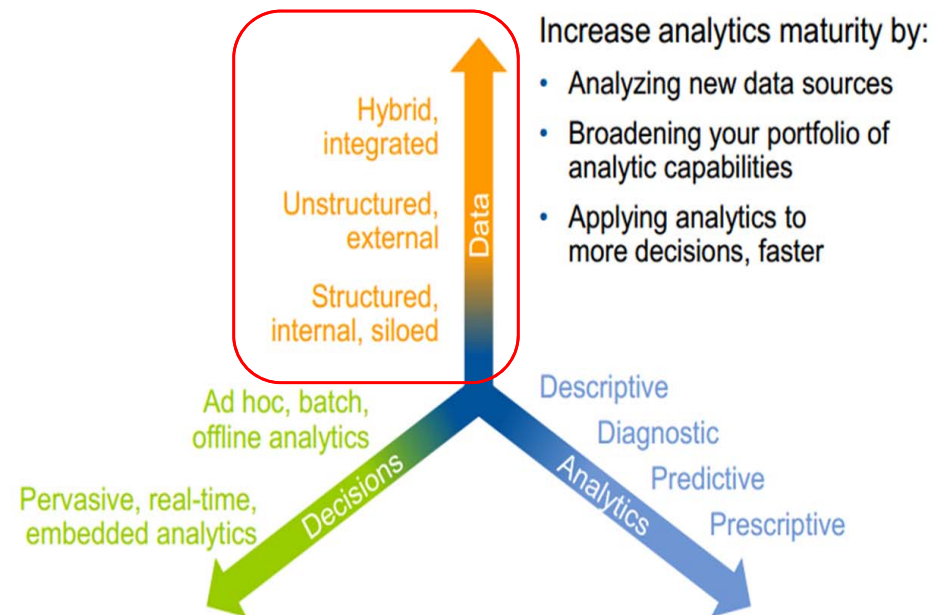 Increase analytics maturity by:
• Analyzing new data sources
• Broadening your portfolio of
analytic capabilities
• Applying analytics to
more decisions, faster
Hybrid,
integrated
Unstructured,
external
Structured,
internal, siloed
Data
Ad hoc, batch,
offline analytics
Pervasive, real-time,
embedded analytics
Decisions
Descriptive
Diagnostic
Predictive
Prescriptive
Analytics